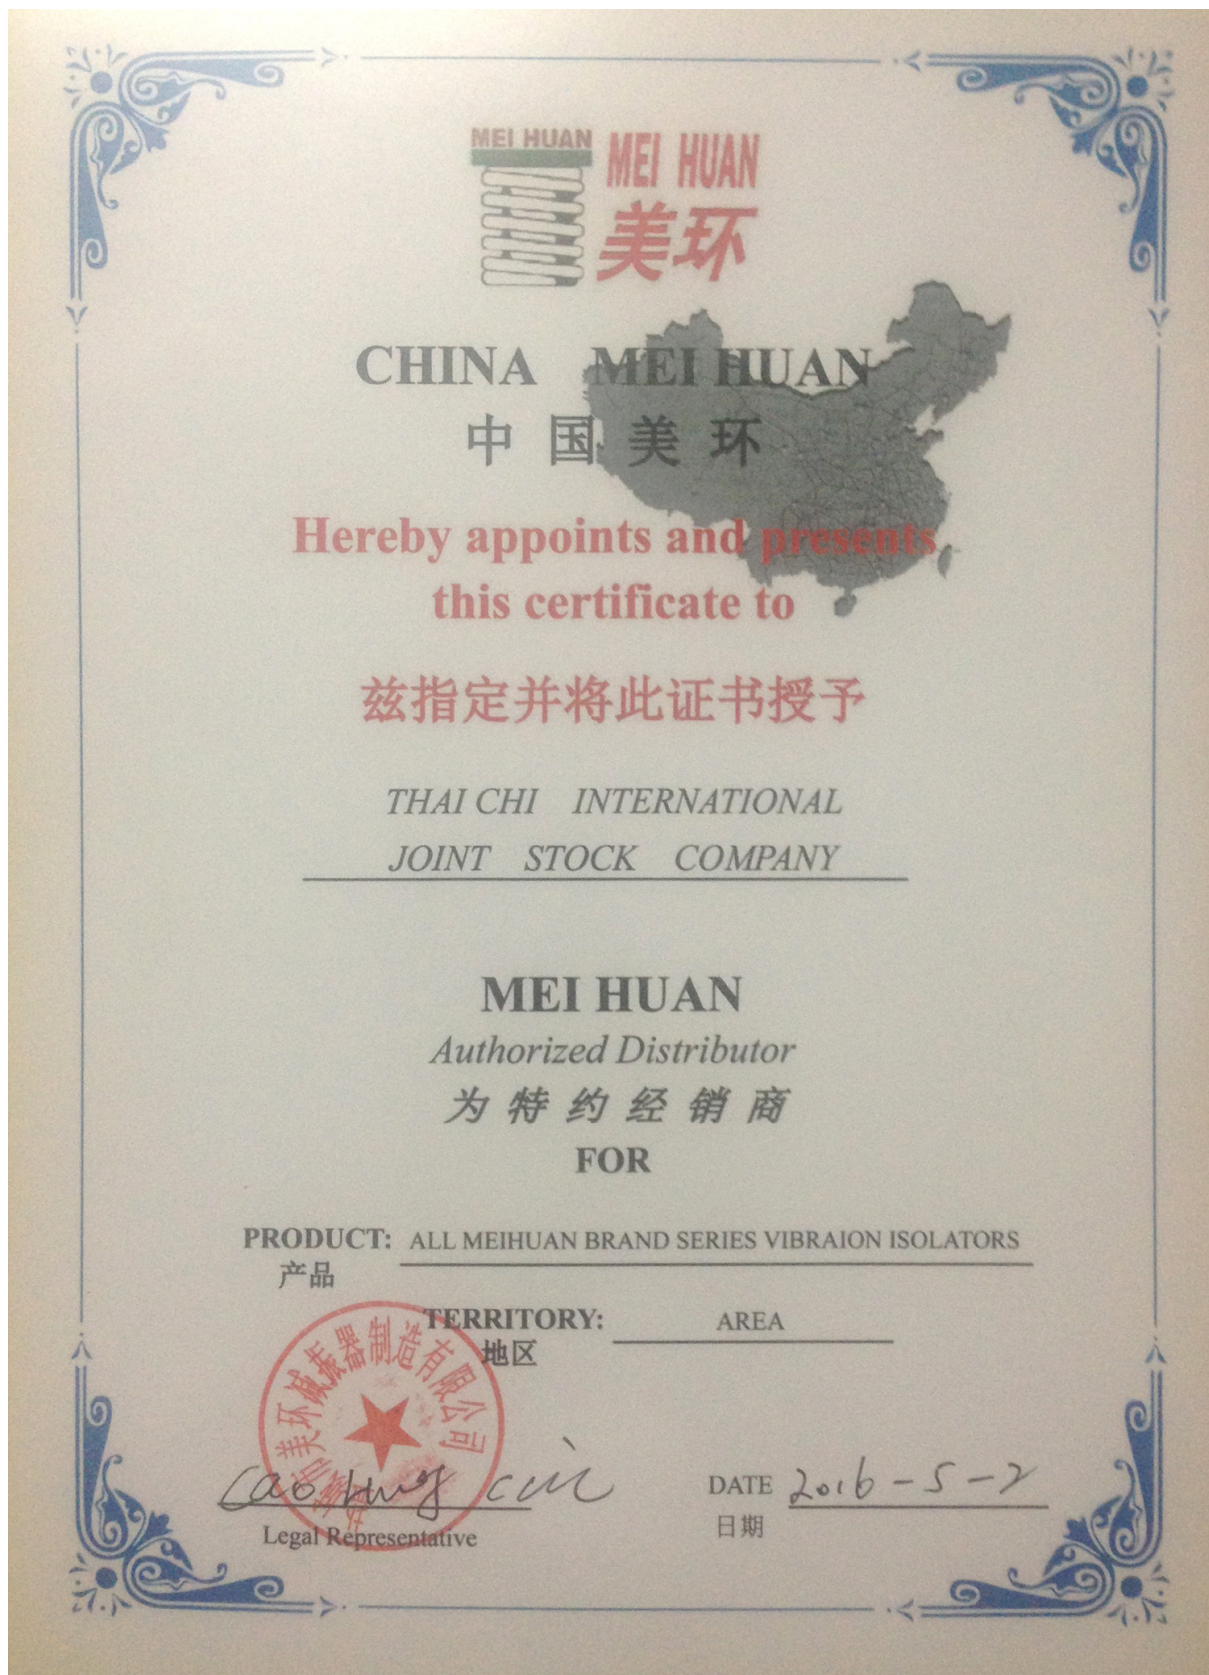 MEI HUAN
MEI HUAN
美环
CHINA MEI HUAN
中国美环
Hereby appoints and presents
this certificate to
兹指定并将此证书授予
THAI CHI INTERNATIONAL
JOINT STOCK COMPANY
MEI HUAN
Authorized Distributor
为特约经销商
FOR
PRODUCT: ALL MEIHUAN BRAND SERIES VIBRAION ISOLATORS
产品
TERRITORY: AREA
地区
市美环减振器制造有限公司
DATE 2016-5-2
日期
Legal Representative